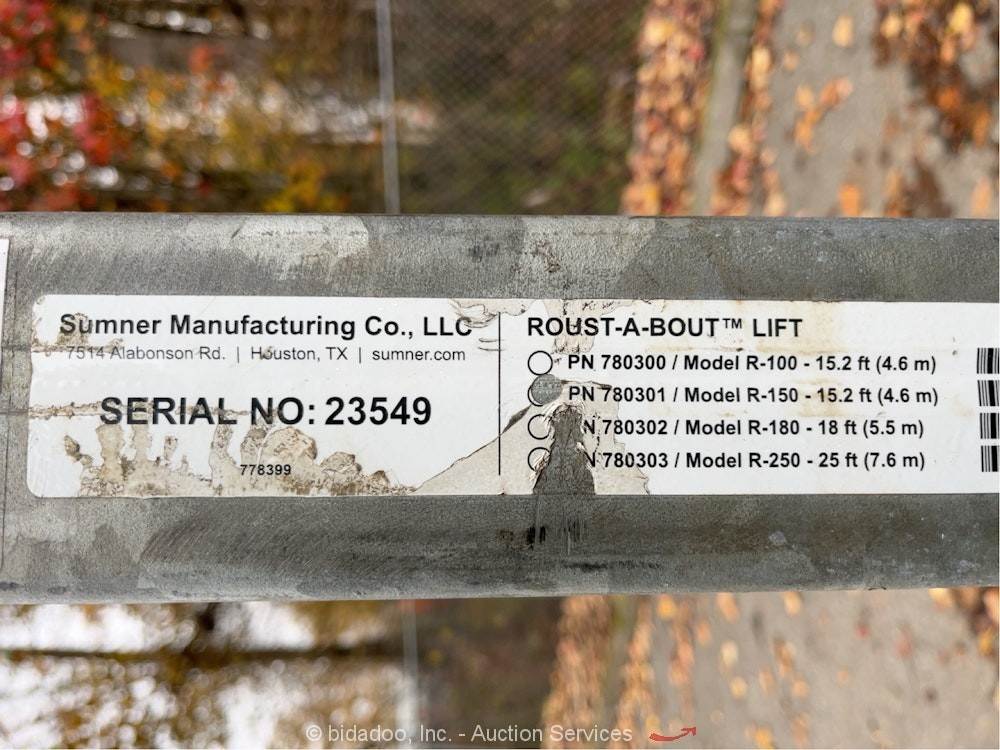 Sumner Manufacturing Co., LLC
7514 Alabonson Rd. | Houston, TX | sumner.com
SERIAL NO: 23549
778399
ROUST-A-BOUT™ LIFT
PN 780300 / Model R-100 - 15.2 ft (4.6 m)
PN 780301 / Model R-150 - 15.2 ft (4.6 m)
N 780302 / Model R-180 - 18 ft (5.5 m)
N 780303 / Model R-250 - 25 ft (7.6 m)
© bidadoo, Inc. - Auction Services